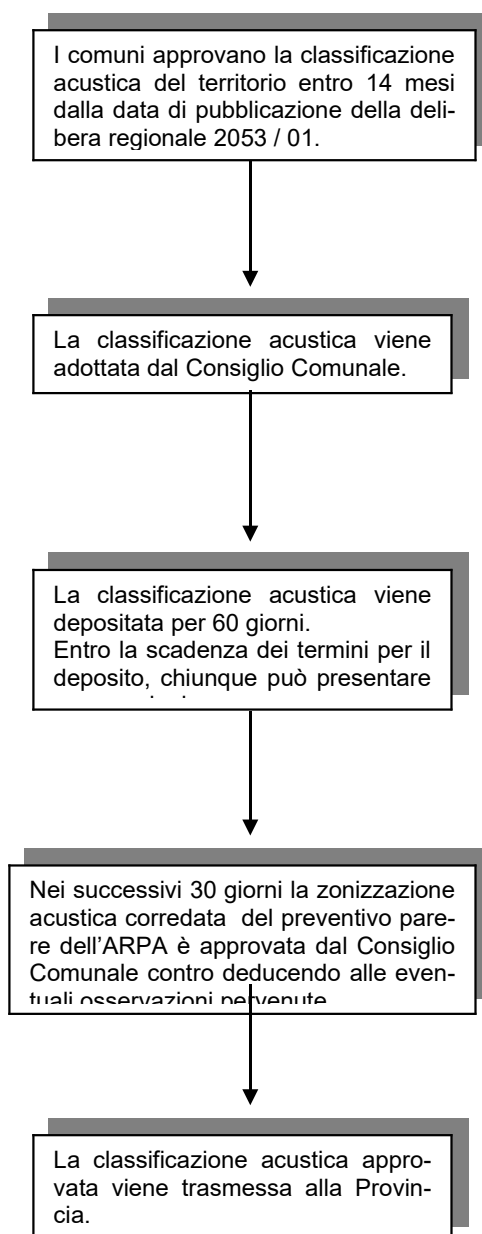 I comuni approvano la classificazione
acustica del territorio entro 14 mesi
dalla data di pubblicazione della deli-
bera regionale 2053 / 01.
La classificazione acustica viene
adottata dal Consiglio Comunale.
La classificazione acustica viene
depositata per 60 giorni.
Entro la scadenza dei termini per il
deposito, chiunque può presentare
Nei successivi 30 giorni la zonizzazione
acustica corredata  del preventivo pare-
re dell'ARPA è approvata dal Consiglio
Comunale contro deducendo alle even-
tuali osservazioni pervenute
La classificazione acustica appro-
vata viene trasmessa alla Provin-
cia.